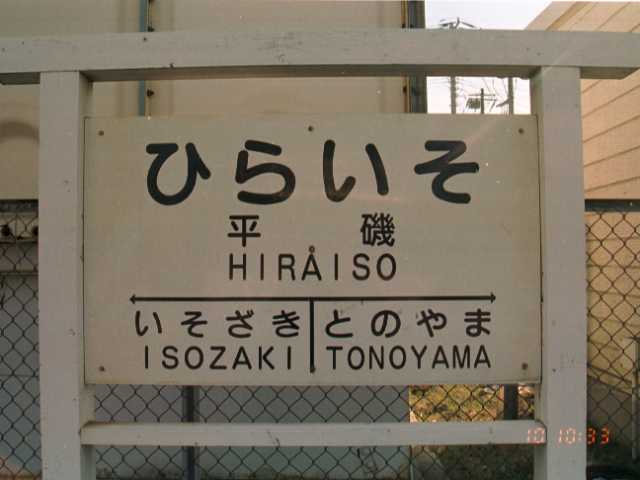 ひらいそ
平 磯
HIRAISO
いそざき とのやま
ISOZAKI TONOYAMA
10 10:33